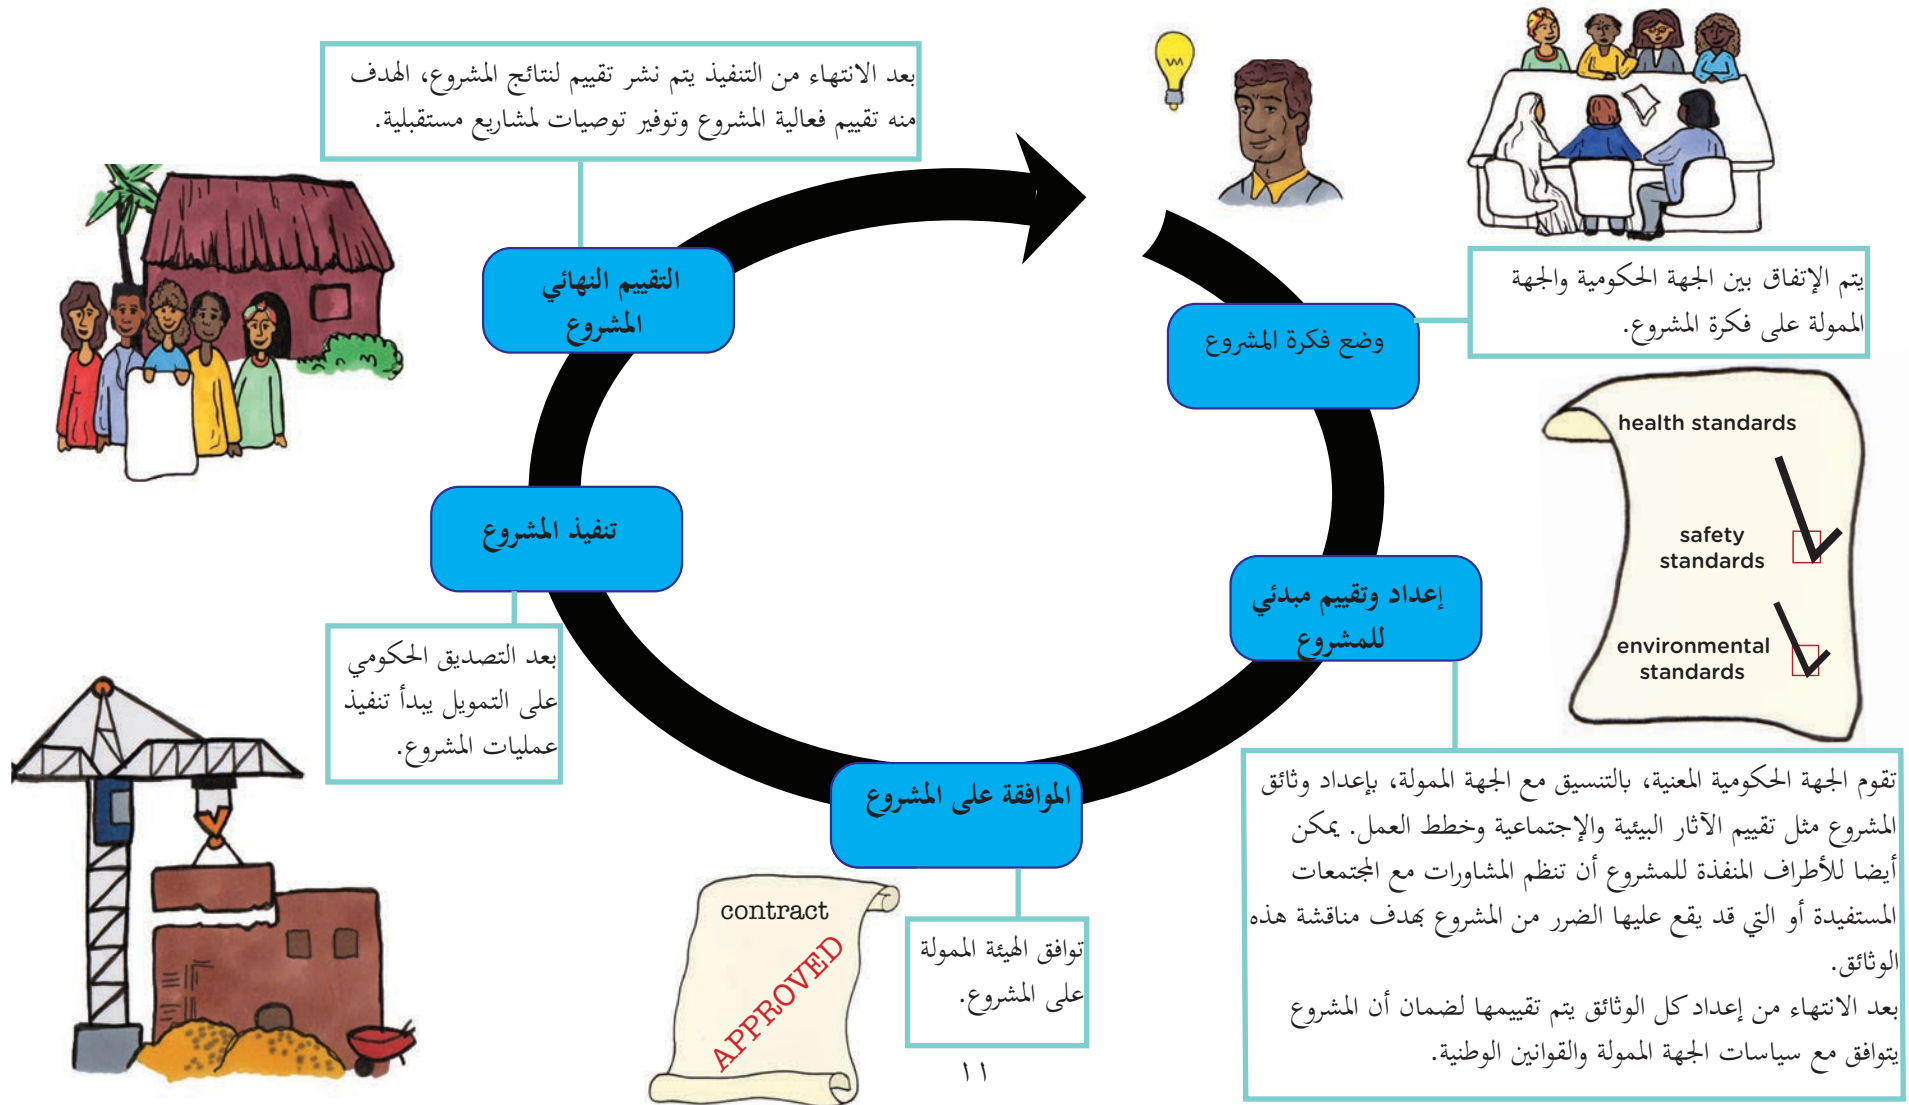 بعد الانتهاء من التنفيذ يتم نشر تقييم لنتائج المشروع، الهدف
منه تقييم فعالية المشروع وتوفير توصيات لمشاريع مستقبلية.
التقييم النهائي
المشروع
وضع فكرة المشروع
يتم الإتفاق بين الجهة الحكومية والجهة
الممولة على فكرة المشروع.
health standards
safety
standards
environmental
standards
إعداد وتقييم مبدئي
للمشروع
تقوم الجهة الحكومية المعنية، بالتنسيق مع الجهة الممولة، بإعداد وثائق
المشروع مثل تقييم الآثار البيئية والإجتماعية وخطط العمل. يمكن
أيضا للأطراف المنفذة للمشروع أن تنظم المشاورات مع المجتمعات
المستفيدة أو التي قد يقع عليها الضرر من المشروع بهدف مناقشة هذه
الوثائق.
بعد الانتهاء من إعداد كل الوثائق يتم تقييمها لضمان أن المشروع
يتوافق مع سياسات الجهة الممولة والقوانين الوطنية.
الموافقة على المشروع
توافق الهيئة الممولة
على المشروع.
contract
APPROVED
تنفيذ المشروع
بعد التصديق الحكومي
على التمويل يبدأ تنفيذ
عمليات المشروع.
١١